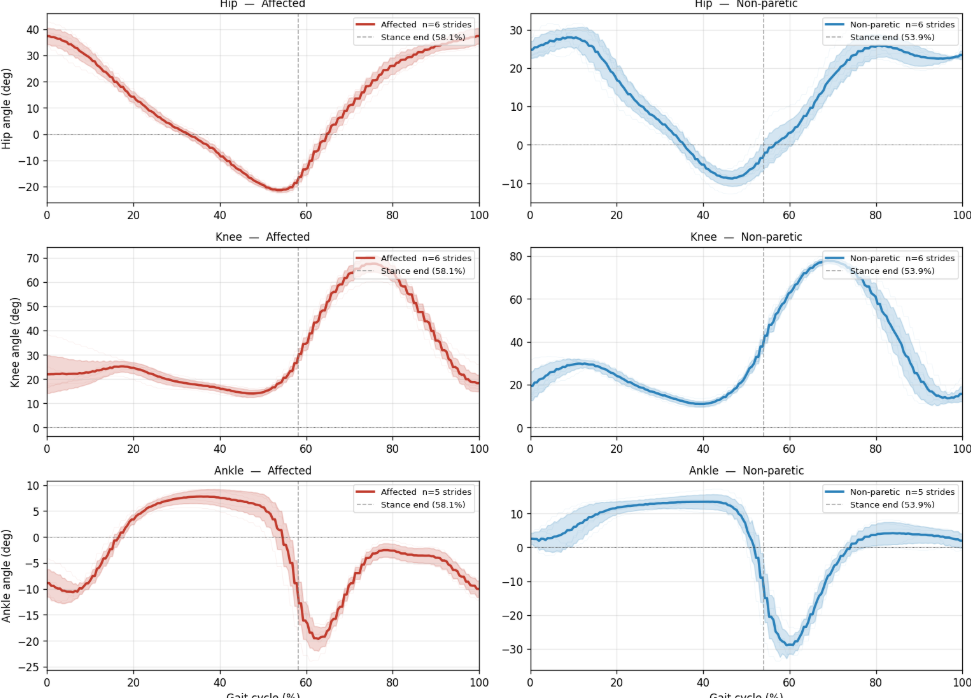 Hip — Affected
Hip — Non-paretic
Hip angle (deg)
40
30
20
10
0
−10
−20
Affected n=6 strides
Stance end (58.1%)
0 20 40 60 80 100
30
20
10
0
−10
Non-paretic n=6 strides
Stance end (53.9%)
0 20 40 60 80 100
Knee — Affected
Knee — Non-paretic
Knee angle (deg)
70
60
50
40
30
20
10
0
Affected n=6 strides
Stance end (58.1%)
0 20 40 60 80 100
80
60
40
20
0
Non-paretic n=6 strides
Stance end (53.9%)
0 20 40 60 80 100
Ankle — Affected
Ankle — Non-paretic
Ankle angle (deg)
10
5
0
−5
−10
−15
−20
−25
Affected n=5 strides
Stance end (58.1%)
0 20 40 60 80 100
Gait cycle (%)
10
0
−10
−20
−30
Non-paretic n=5 strides
Stance end (53.9%)
0 20 40 60 80 100
Gait cycle (%)